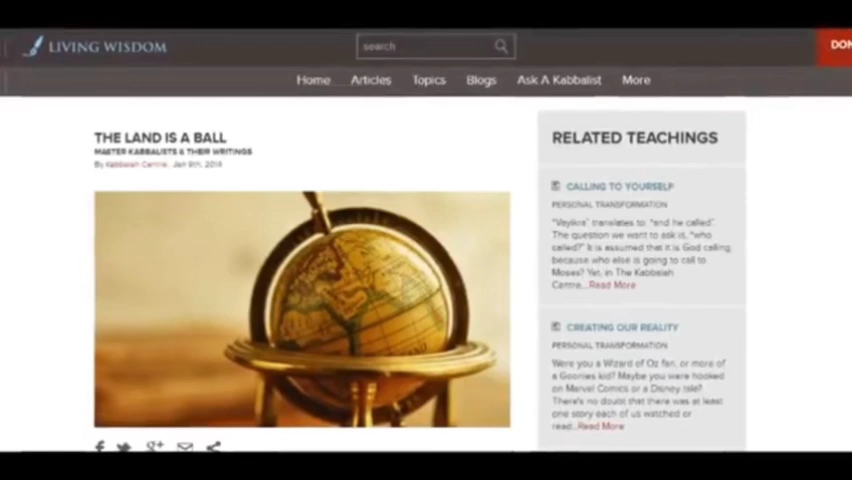 LIVING WISDOM
search
DON
Home Articles Topics Blogs Ask A Kabbalist More
THE LAND IS A BALL
MASTER KABBALISTS & THEIR WRITINGS
By Kabbalah Centre, Jan 9th, 2014
RELATED TEACHINGS
CALLING TO YOURSELF
PERSONAL TRANSFORMATION
"Vayikra" translates to: "and he called".
The question we want to ask is, "who
called?" It is assumed that it is God calling,
because who else is going to call to
Moses? Yet, in The Kabbalah
Centre...Read More
CREATING OUR REALITY
PERSONAL TRANSFORMATION
Were you a Wizard of Oz fan, or more of
a Goonies kid? Maybe you were hooked
on Marvel Comics or a Disney tale?
There's no doubt that there was at least
one story each of us watched or
read...Read More